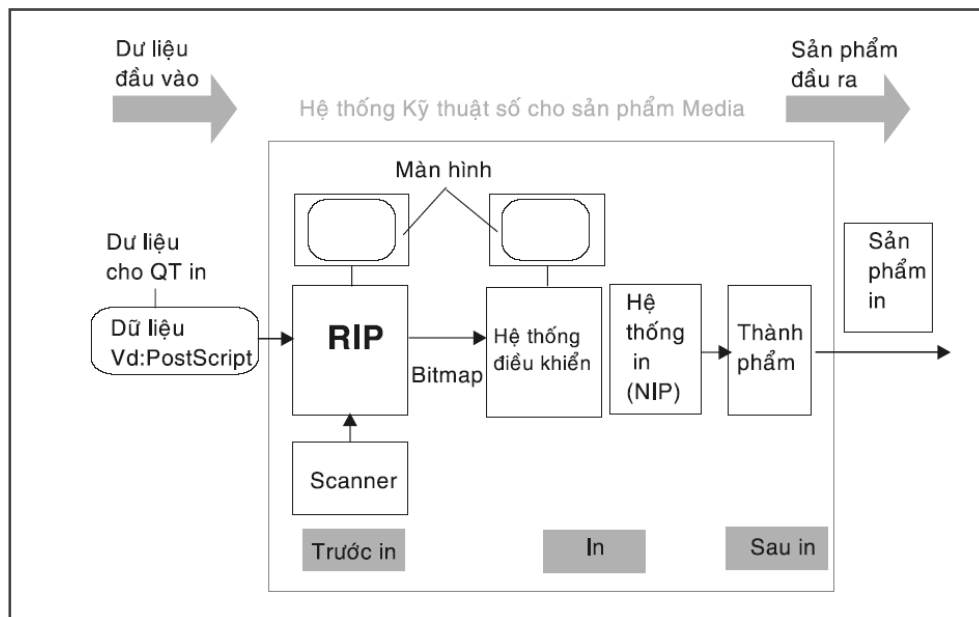 Dư liệu
đầu vào
Sản phẩm
đầu ra
Hệ thống Kỹ thuật số cho sản phẩm Media
Màn hình
Dư liệu
cho QT in
Dữ liệu
Vd:PostScript
RIP
Bitmap
Hệ thống
điều khiển
Hệ
thống
in
(NIP)
Thành
phẩm
Sản
phẩm
in
Scanner
Trước in
In
Sau in